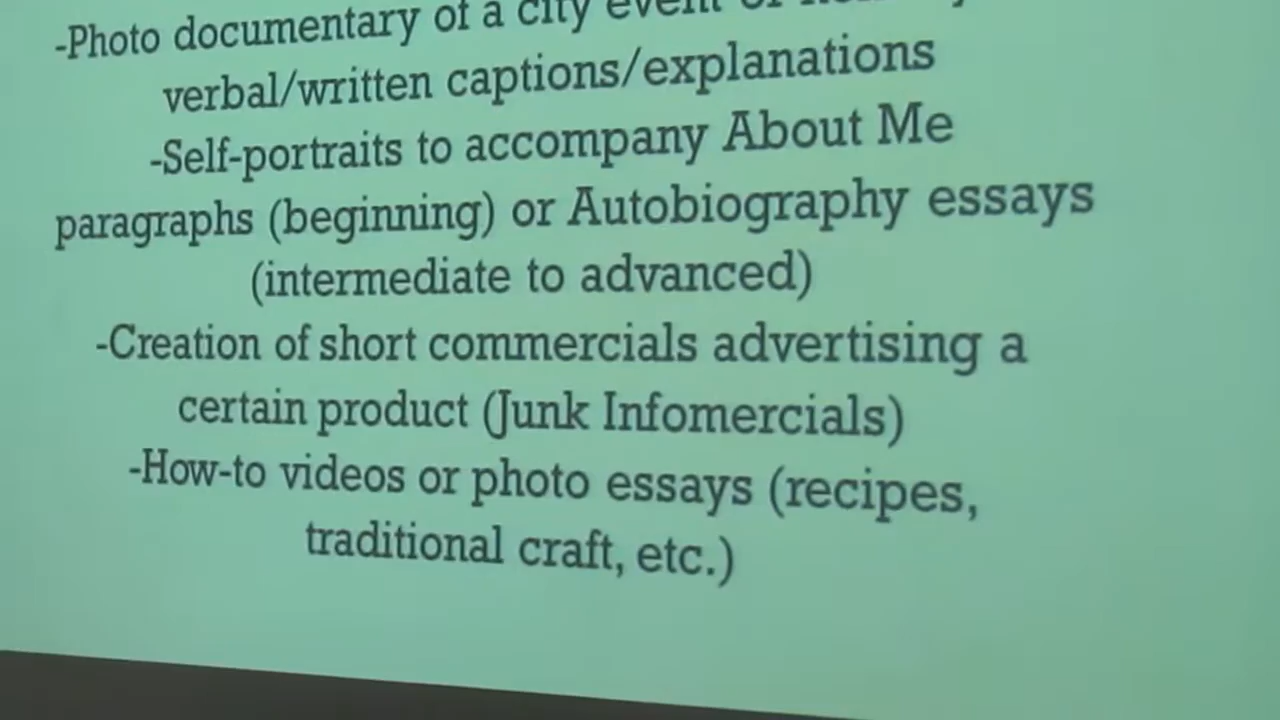 -Photo documentary of a city event or
verbal/written captions/explanations
-Self-portraits to accompany About Me
paragraphs (beginning) or Autobiography essays
(intermediate to advanced)
-Creation of short commercials advertising a
certain product (Junk Infomercials)
-How-to videos or photo essays (recipes,
traditional craft, etc.)